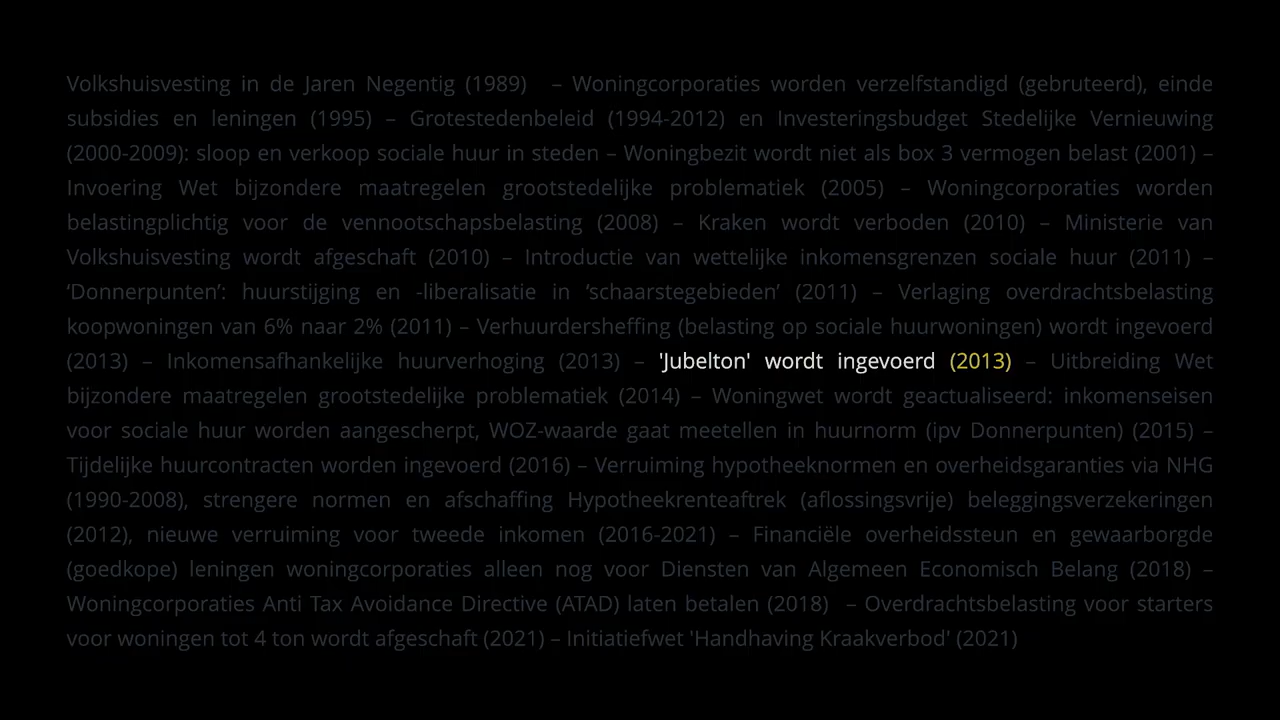 Volkshuisvesting in de Jaren Negentig (1989) – Woningcorporaties worden verzelfstandigd (gebruteerd), einde
subsidies en leningen (1995) – Grotestedenbeleid (1994-2012) en Investeringsbudget Stedelijke Vernieuwing
(2000-2009): sloop en verkoop sociale huur in steden – Woningbezit wordt niet als box 3 vermogen belast (2001) –
Invoering Wet bijzondere maatregelen grootstedelijke problematiek (2005) – Woningcorporaties worden
belastingplichtig voor de vennootschapsbelasting (2008) – Kraken wordt verboden (2010) – Ministerie van
Volkshuisvesting wordt afgeschaft (2010) – Introductie van wettelijke inkomensgrenzen sociale huur (2011) –
‘Donnerpunten’: huurstijging en -liberalisatie in ‘schaarstegebieden’ (2011) – Verlaging overdrachtsbelasting
koopwoningen van 6% naar 2% (2011) – Verhuurdersheffing (belasting op sociale huurwoningen) wordt ingevoerd
(2013) – Inkomensafhankelijke huurverhoging (2013) – 'Jubelton' wordt ingevoerd (2013) – Uitbreiding Wet
bijzondere maatregelen grootstedelijke problematiek (2014) – Woningwet wordt geactualiseerd: inkomenseisen
voor sociale huur worden aangescherpt, WOZ-waarde gaat meetellen in huurnorm (ipv Donnerpunten) (2015) –
Tijdelijke huurcontracten worden ingevoerd (2016) – Verruiming hypotheeknormen en overheidsgaranties via NHG
(1990-2008), strengere normen en afschaffing Hypotheekrenteaftrek (aflossingsvrije) beleggingsverzekeringen
(2012), nieuwe verruiming voor tweede inkomen (2016-2021) – Financiële overheidssteun en gewaarborgde
(goedkope) leningen woningcorporaties alleen nog voor Diensten van Algemeen Economisch Belang (2018) –
Woningcorporaties Anti Tax Avoidance Directive (ATAD) laten betalen (2018) – Overdrachtsbelasting voor starters
voor woningen tot 4 ton wordt afgeschaft (2021) – Initiatiefwet 'Handhaving Kraakverbod' (2021)